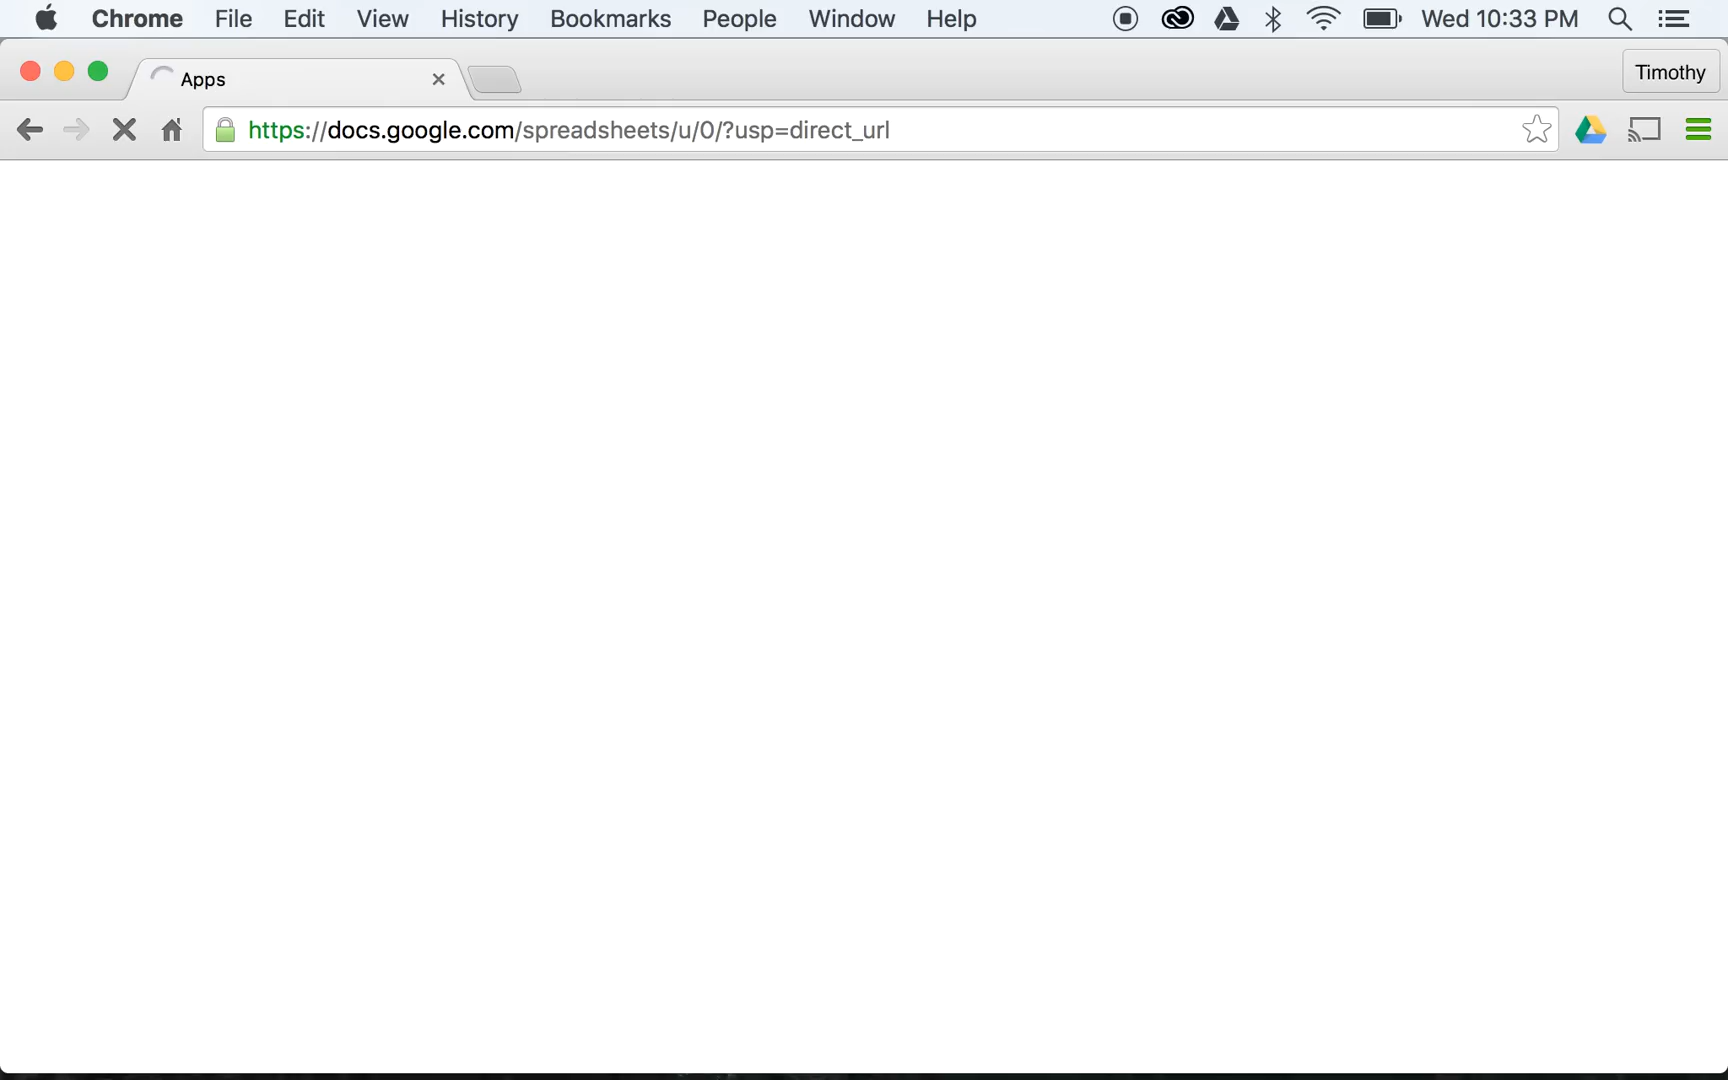 Chrome File Edit View History Bookmarks People Window Help Wed 10:33 PM
Apps Timothy
https://docs.google.com/spreadsheets/u/0/?usp=direct_url